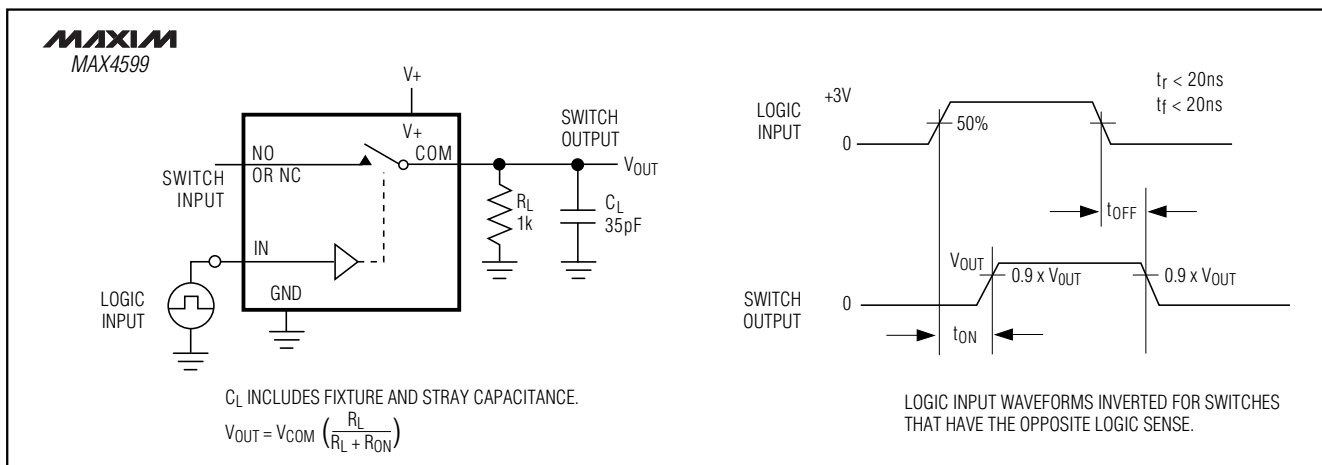 MAXIM
MAX4599
V+
V+
NO
OR NC
COM
SWITCH
INPUT
SWITCH
OUTPUT
VOUT
RL
1k
CL
35pF
IN
GND
LOGIC
INPUT
CL INCLUDES FIXTURE AND STRAY CAPACITANCE.
VOUT = VCOM (RL / RL + RON)
LOGIC
INPUT
+3V
0
50%
tr < 20ns
tf < 20ns
tOFF
SWITCH
OUTPUT
VOUT
0
0.9 x VOUT
0.9 x VOUT
tON
LOGIC INPUT WAVEFORMS INVERTED FOR SWITCHES
THAT HAVE THE OPPOSITE LOGIC SENSE.